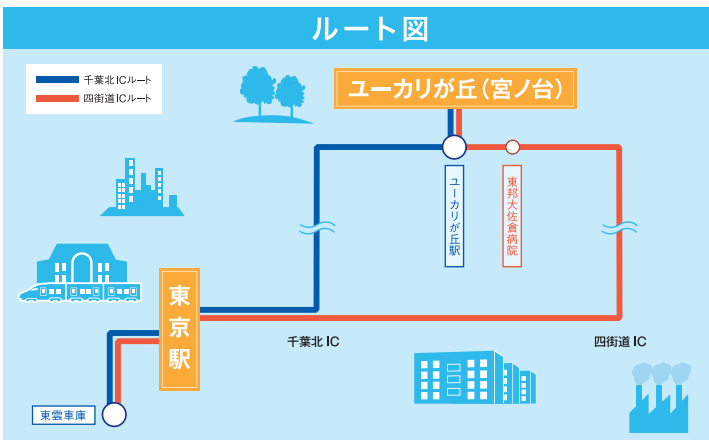 ルート図
千葉北ICルート
四街道ICルート
ユーカリが丘(宮ノ台)
ユーカリが丘駅
東邦大佐倉病院
東京駅
千葉北 IC
四街道 IC
東雲車庫